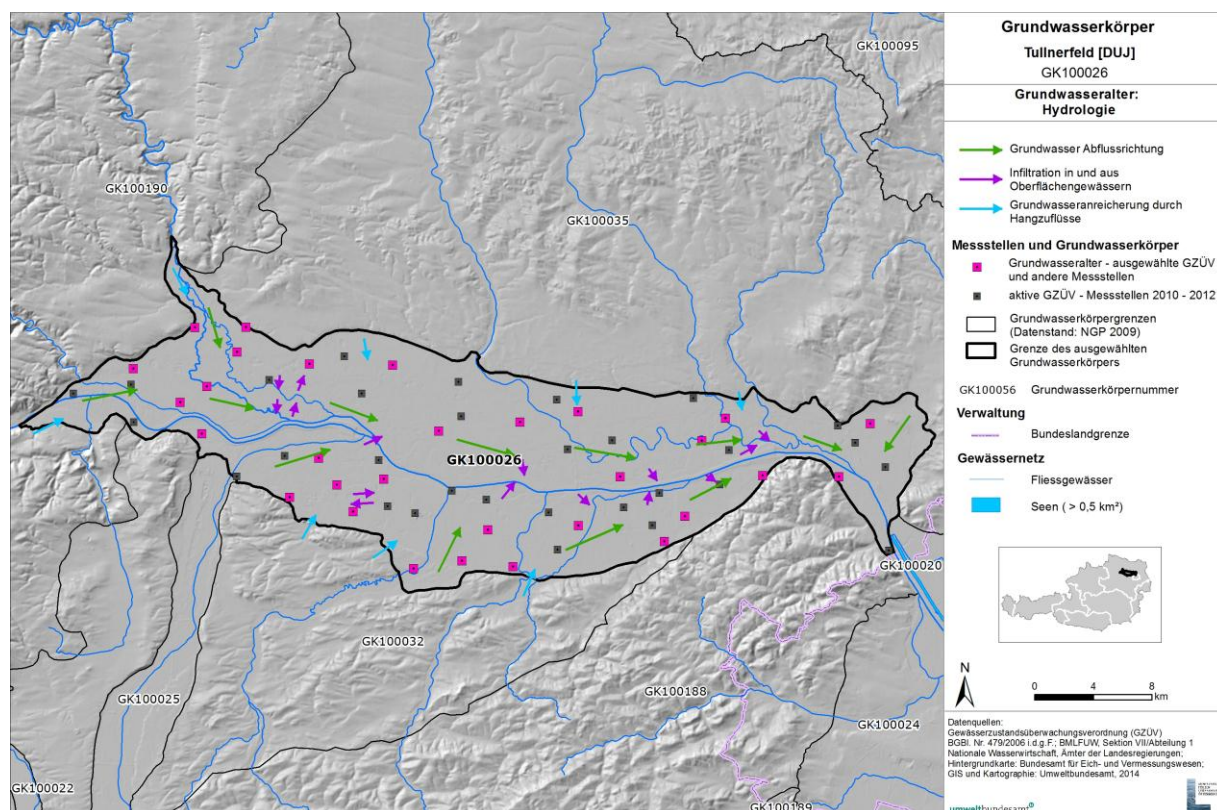 GK100095
GK100190
GK100035
GK100026
GK100020
GK100032
GK100025
GK100188
GK100024
GK100022
GK100189
Grundwasserkörper
Tullnerfeld [DUJ]
GK100026
Grundwasseralter:
Hydrologie
Grundwasser Abflussrichtung
Infiltration in und aus
Oberflächengewässern
Grundwasseranreicherung durch
Hangzuflüsse
Messstellen und Grundwasserkörper
Grundwasseralter - ausgewählte GZÜV
und andere Messstellen
aktive GZÜV - Messstellen 2010 - 2012
Grundwasserkörpergrenzen
(Datenstand: NGP 2009)
Grenze des ausgewählten
Grundwasserkörpers
GK100056 Grundwasserkörpernummer
Verwaltung
Bundeslandgrenze
Gewässernetz
Fliessgewässer
Seen ( > 0,5 km²)
N
0 4 8
km
Datenquellen:
Gewässerzustandsüberwachungsverordnung (GZÜV)
BGBl. Nr. 479/2006 i.d.g.F.; BMLFUW, Sektion VII/Abteilung 1
Nationale Wasserwirtschaft, Ämter der Landesregierungen;
Hintergrundkarte: Bundesamt für Eich- und Vermessungswesen;
GIS und Kartographie: Umweltbundesamt, 2014
umweltbundesamt